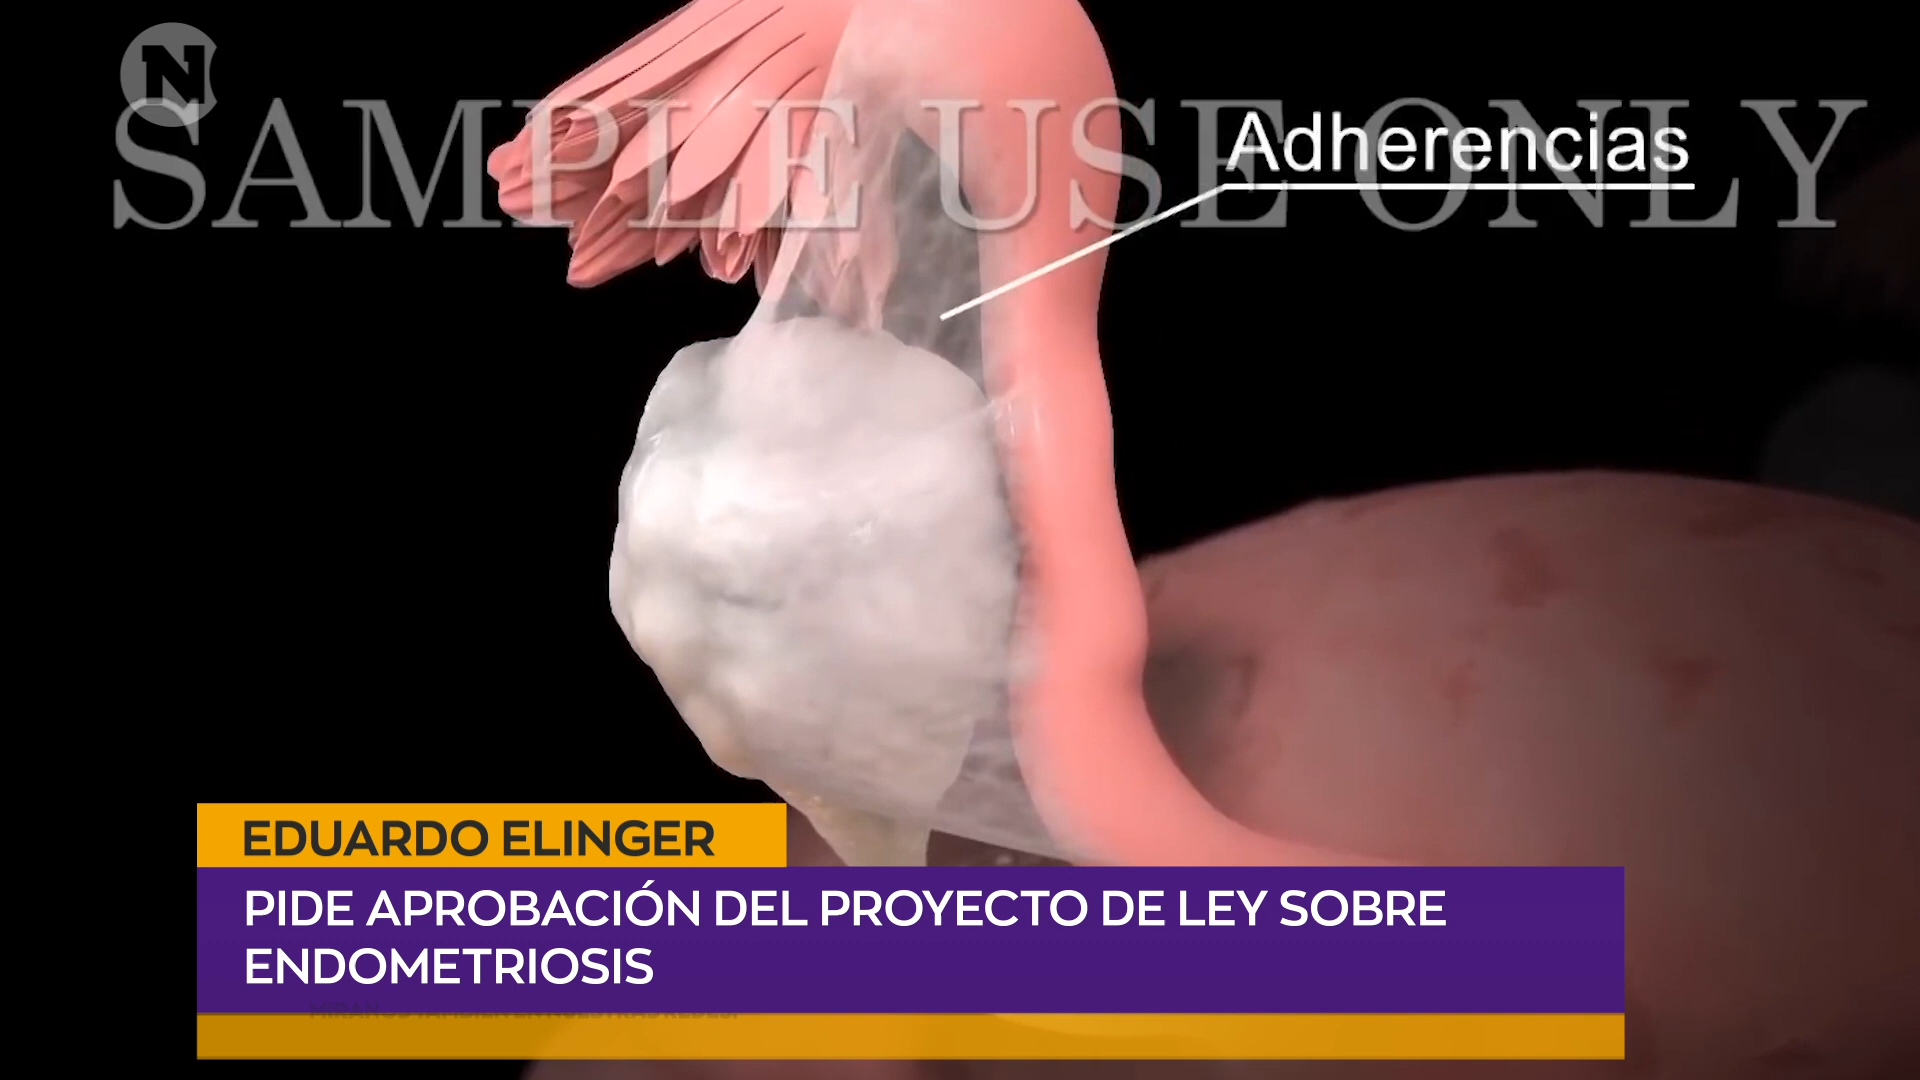 N
SAMPLE USE ONLY
Adherencias
EDUARDO ELINGER
PIDE APROBACIÓN DEL PROYECTO DE LEY SOBRE
ENDOMETRIOSIS